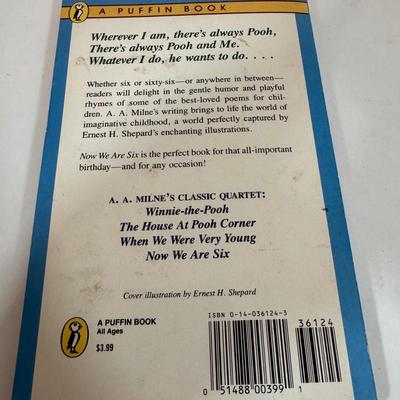 A PUFFIN BOOK
Wherever I am, there's always Pooh,
There's always Pooh and Me.
Whatever I do, he wants to do. . . .
Whether six or sixty-six—or anywhere in between—
readers will delight in the gentle humor and playful
rhymes of some of the best-loved poems for chil-
dren. A. A. Milne's writing brings to life the world of
imaginative childhood, a world perfectly captured by
Ernest H. Shepard's enchanting illustrations.
Now We Are Six is the perfect book for that all-important
birthday—and for any occasion!
A. A. MILNE'S CLASSIC QUARTET:
Winnie-the-Pooh
The House At Pooh Corner
When We Were Very Young
Now We Are Six
Cover illustration by Ernest H. Shepard
A PUFFIN BOOK
All Ages
$3.99
ISBN 0-14-036124-3
36124
0 51488 00399 1